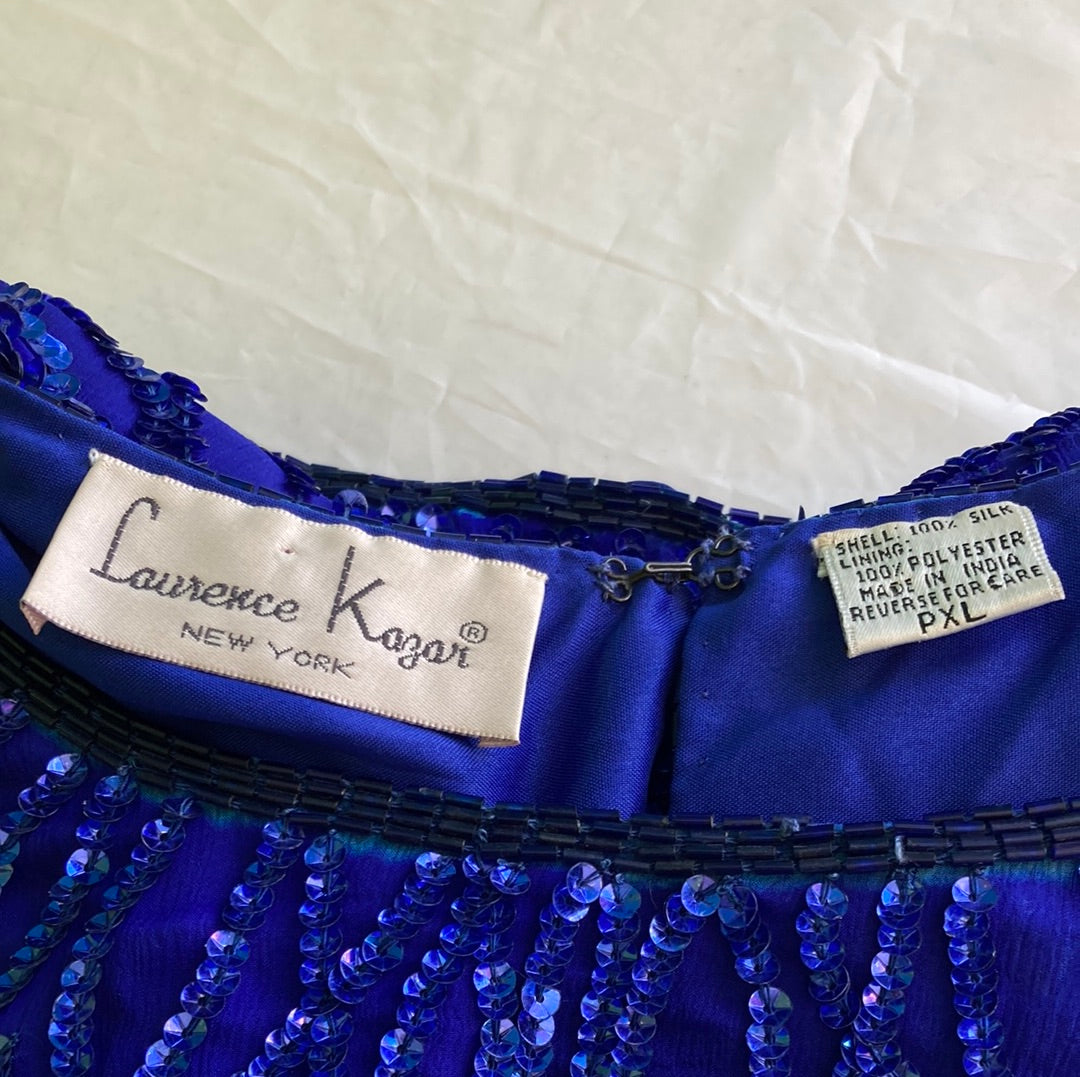 Laurence Kazar®
NEW YORK
SHELL: 100% SILK
LINING:
100% POLYESTER
MADE IN INDIA
REVERSE FOR CARE
PXL